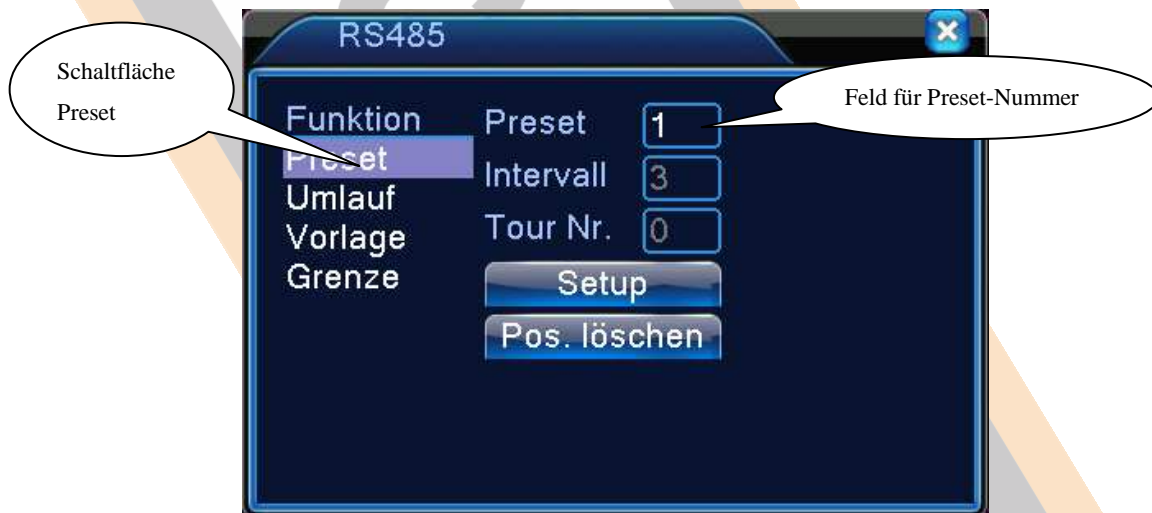 RS485
Schaltfläche
Preset
Feld für Preset-Nummer
Funktion
Preset
Umlauf
Vorlage
Grenze
Preset 1
Intervall 3
Tour Nr. 0
Setup
Pos. löschen